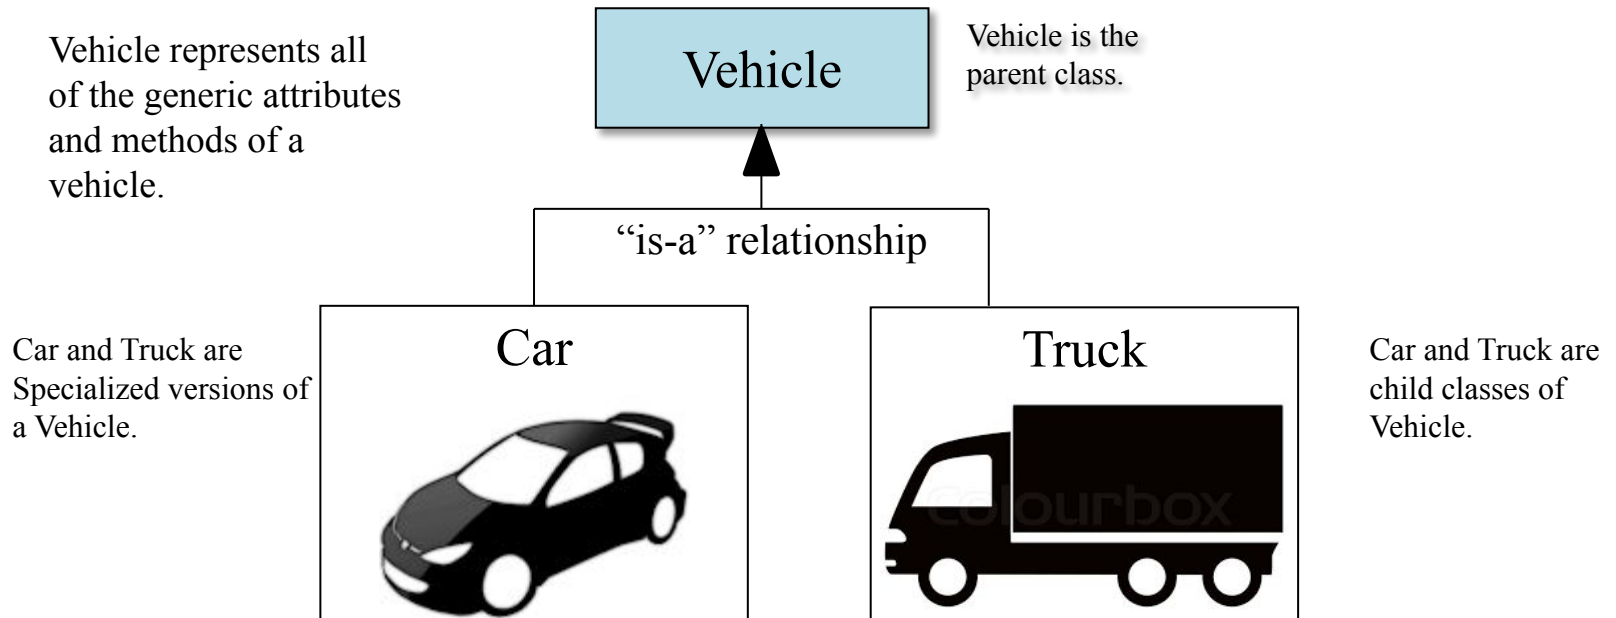 Vehicle represents all
of the generic attributes
and methods of a
vehicle.
Vehicle
Vehicle is the
parent class.
“is-a” relationship
Car and Truck are
Specialized versions of
a Vehicle.
Car
Truck
Car and Truck are
child classes of
Vehicle.
colourbox